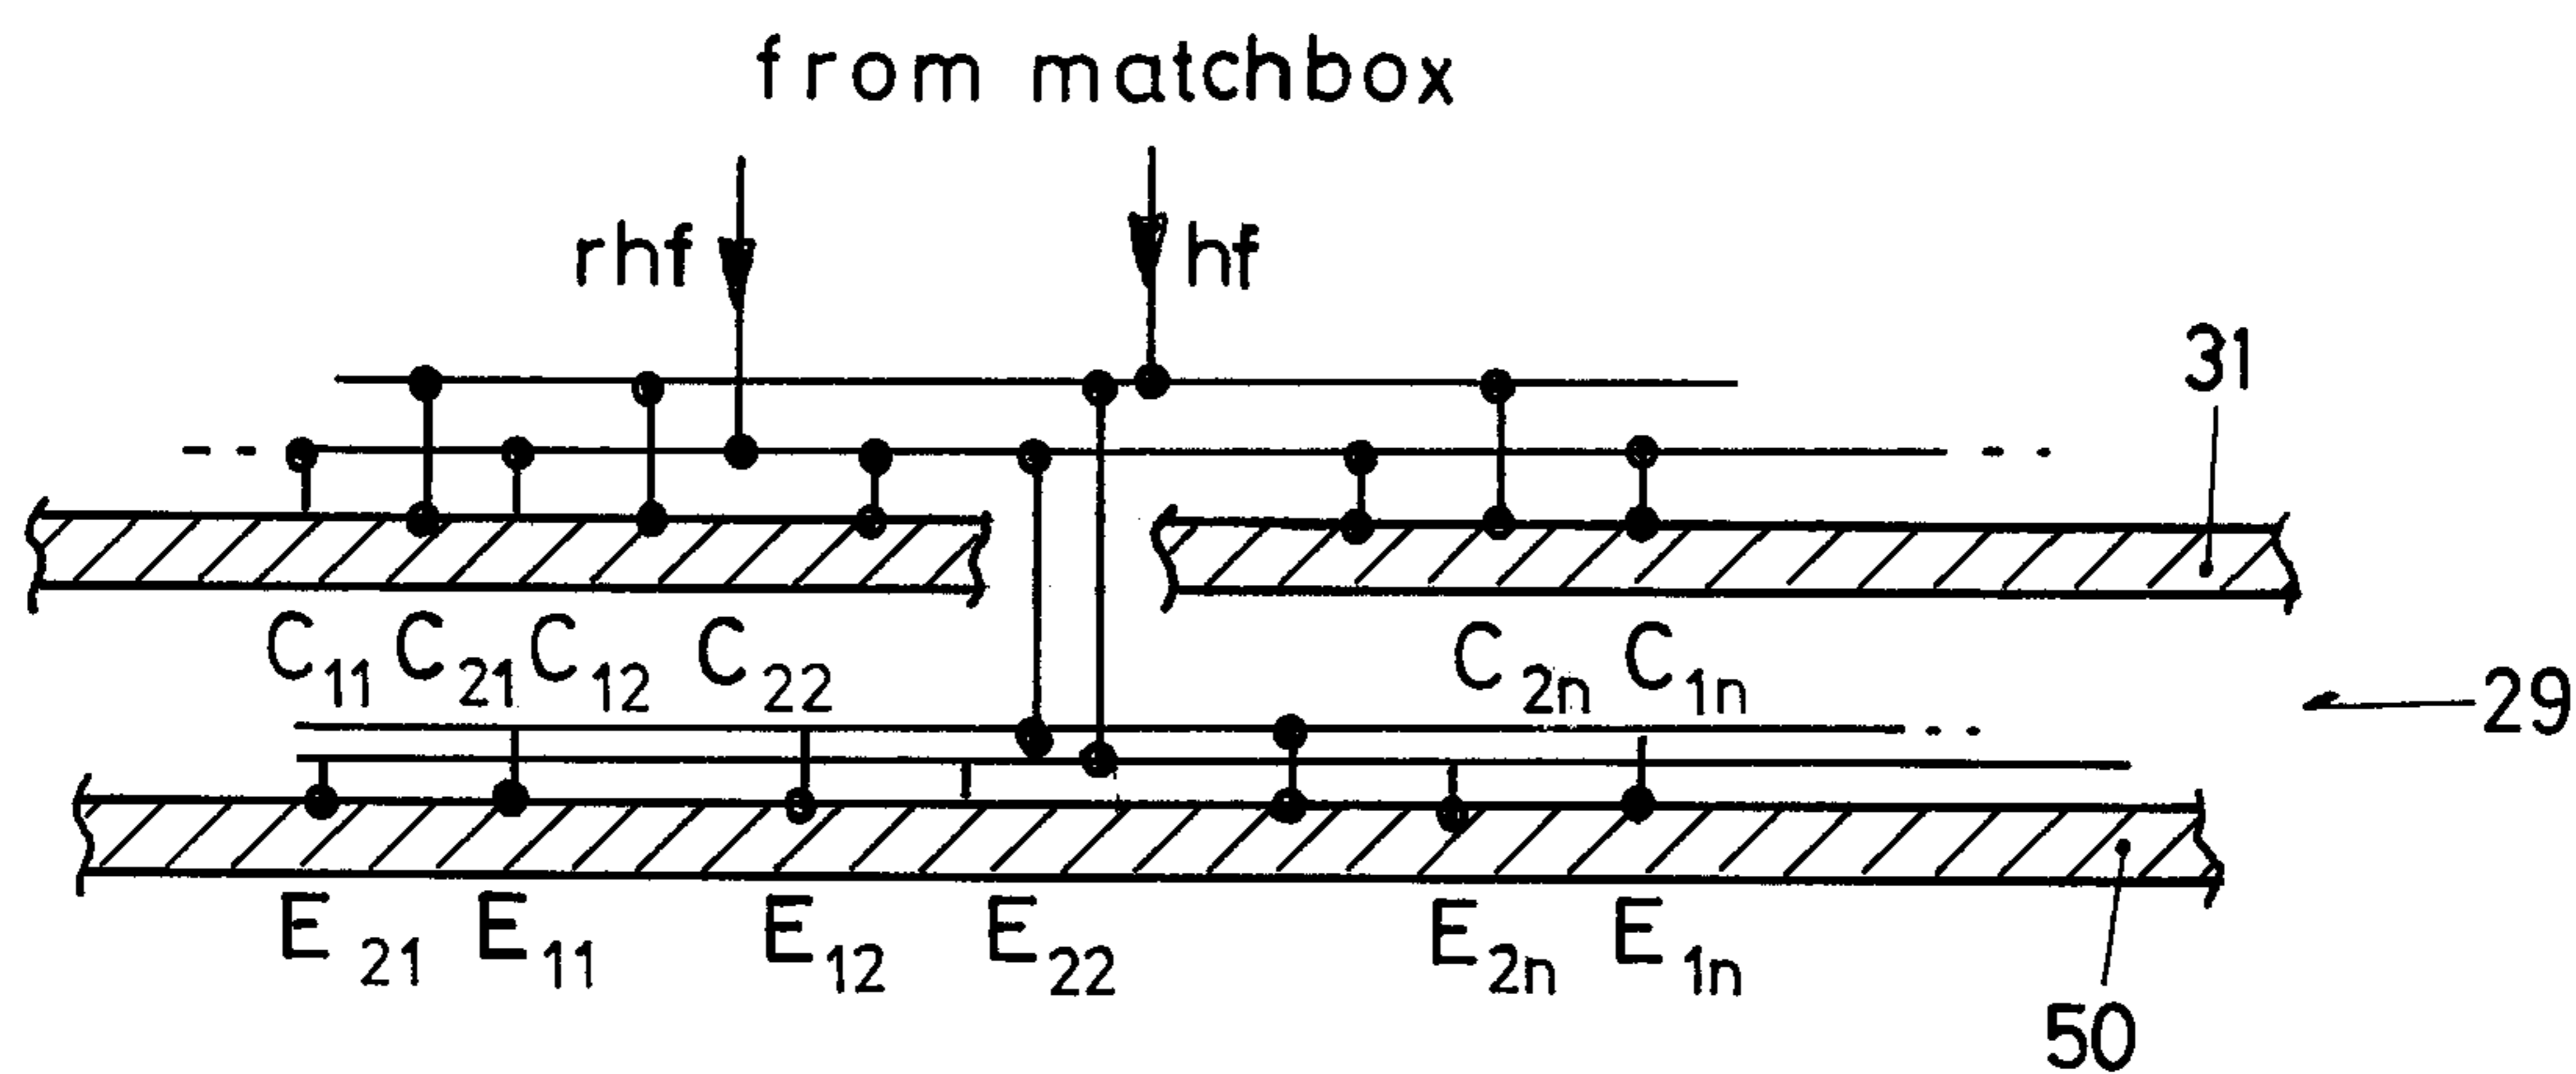 from matchbox
rhf hf
31
C11 C21 C12 C22 C2n C1n
29
E21 E11 E12 E22 E2n E1n
50